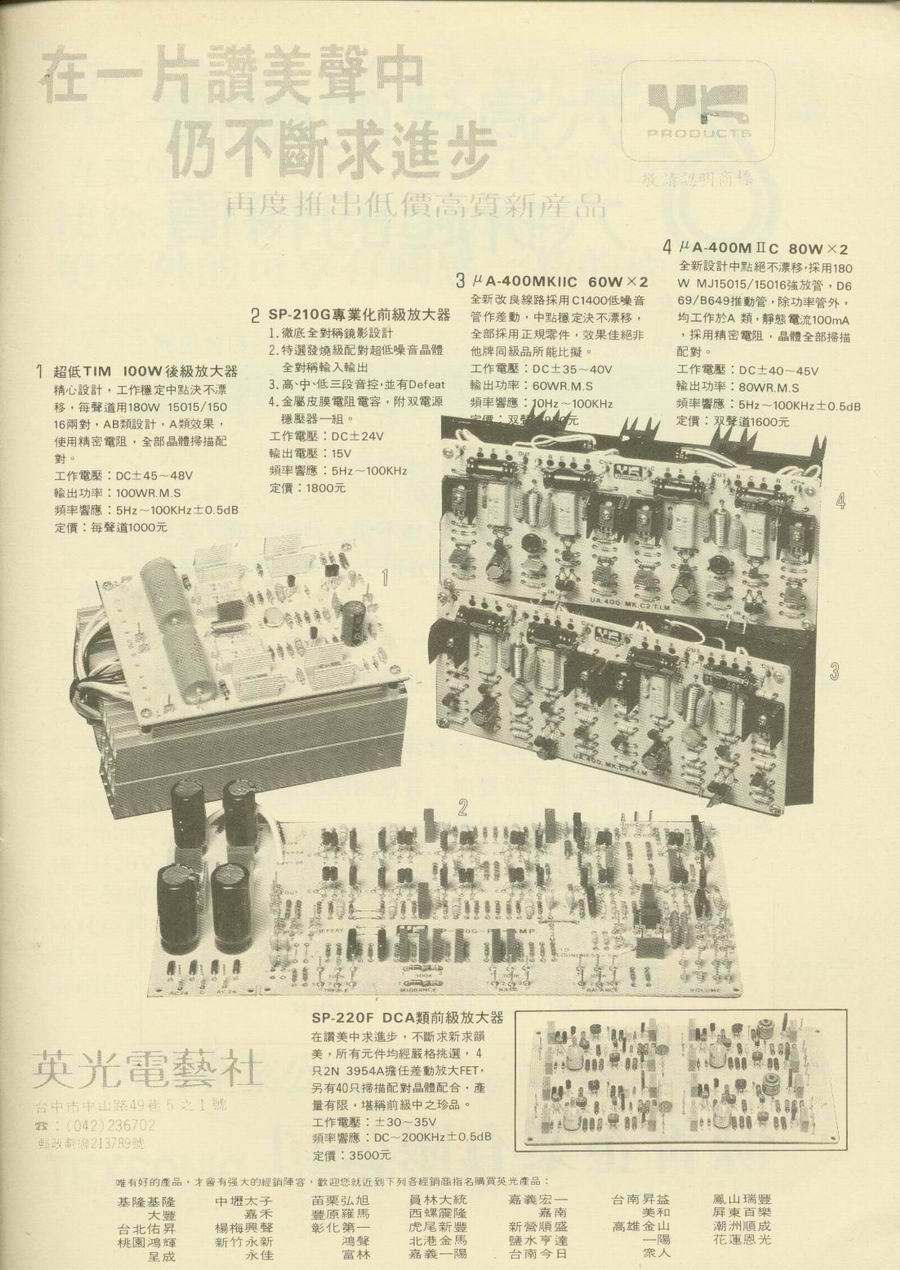 在一片讚美聲中
仍不斷求進步
再度推出低價高質新產品
YR
PRODUCTS
敬請認明商標
1 超低TIM 100W後級放大器
精心設計,工作穩定中點決不漂
移,每聲道用180W 15015/150
16兩對,AB類設計,A類效果,
使用精密電阻,全部晶體掃描配
對。
工作電壓:DC±45~48V
輸出功率:100WR.M.S
頻率響應:5Hz~100KHz±0.5dB
定價:每聲道1000元
2 SP-210G專業化前級放大器
1.徹底全對稱鏡影設計
2.特選發燒級配對超低噪音晶體
全對稱輸入輸出
3.高·中·低三段音控,並有Defeat
4.金屬皮膜電阻電容,附双電源
穩壓器一組。
工作電壓:DC±24V
輸出電壓:15V
頻率響應:5Hz~100KHz
定價:1800元
3 μA-400MKIIC 60W×2
全新改良線路採用C1400低噪音
管作差動,中點穩定決不漂移,
全部採用正規零件,效果佳絕非
他牌同級品所能比擬。
工作電壓:DC±35~40V
輸出功率:60WR.M.S
頻率響應:10Hz~100KHz
定價:双聲
4 μA-400MⅡC 80W×2
全新設計中點絕不漂移,採用180
W MJ15015/15016強放管,D6
69/B649推動管,除功率管外,
均工作於A 類,靜態電流100mA
,採用精密電阻,晶體全部掃描
配對。
工作電壓:DC±40~45V
輸出功率:80WR.M.S
頻率響應:5Hz~100KHz±0.5dB
定價:双聲道1600元
4
YR
UA.400.MK.C2.T.I.M
1
YR
3
UA.400.MK.C2.T.I.M
2
DEFEAT
AC24 0 AC24
TREBLE
MIDRANGE
BASS
BALANCE
VOLUME
SP-220F DCA類前級放大器
在讚美中求進步,不斷求新求韻
美,所有元件均經嚴格挑選,4
只2N 3954A擔任差動放大FET,
另有40只掃描配對晶體配合,產
量有限,堪稱前級中之珍品。
工作電壓:±30~35V
頻率響應:DC~200KHz±0.5dB
定價:3500元
英光電藝社
台中市中山路49巷5之1號
☎:(042)236702
郵政劃撥213789號
唯有好的產品,才會有强大的經銷陣容,歡迎您就近到下列各經銷商指名購買英光產品:
基隆基隆 中壢太子 苗栗弘旭 員林大統 嘉義宏一 台南昇益 鳳山瑞豐
大豐 嘉禾 豐原羅馬 西螺震隆 嘉南 美和 屏東百樂
台北佑昇 楊梅興聲 彰化第一 虎尾新豐 新營順盛 高雄金山 潮洲順成
桃園鴻輝 新竹永新 鴻聲 北港金馬 鹽水亨達 一陽 花蓮恩光
呈成 永佳 富林 嘉義一陽 台南今日 衆人